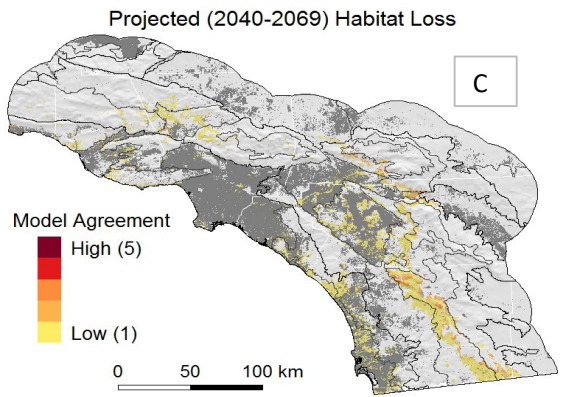 Projected (2040-2069) Habitat Loss
C
Model Agreement
High (5)
Low (1)
0 50 100 km